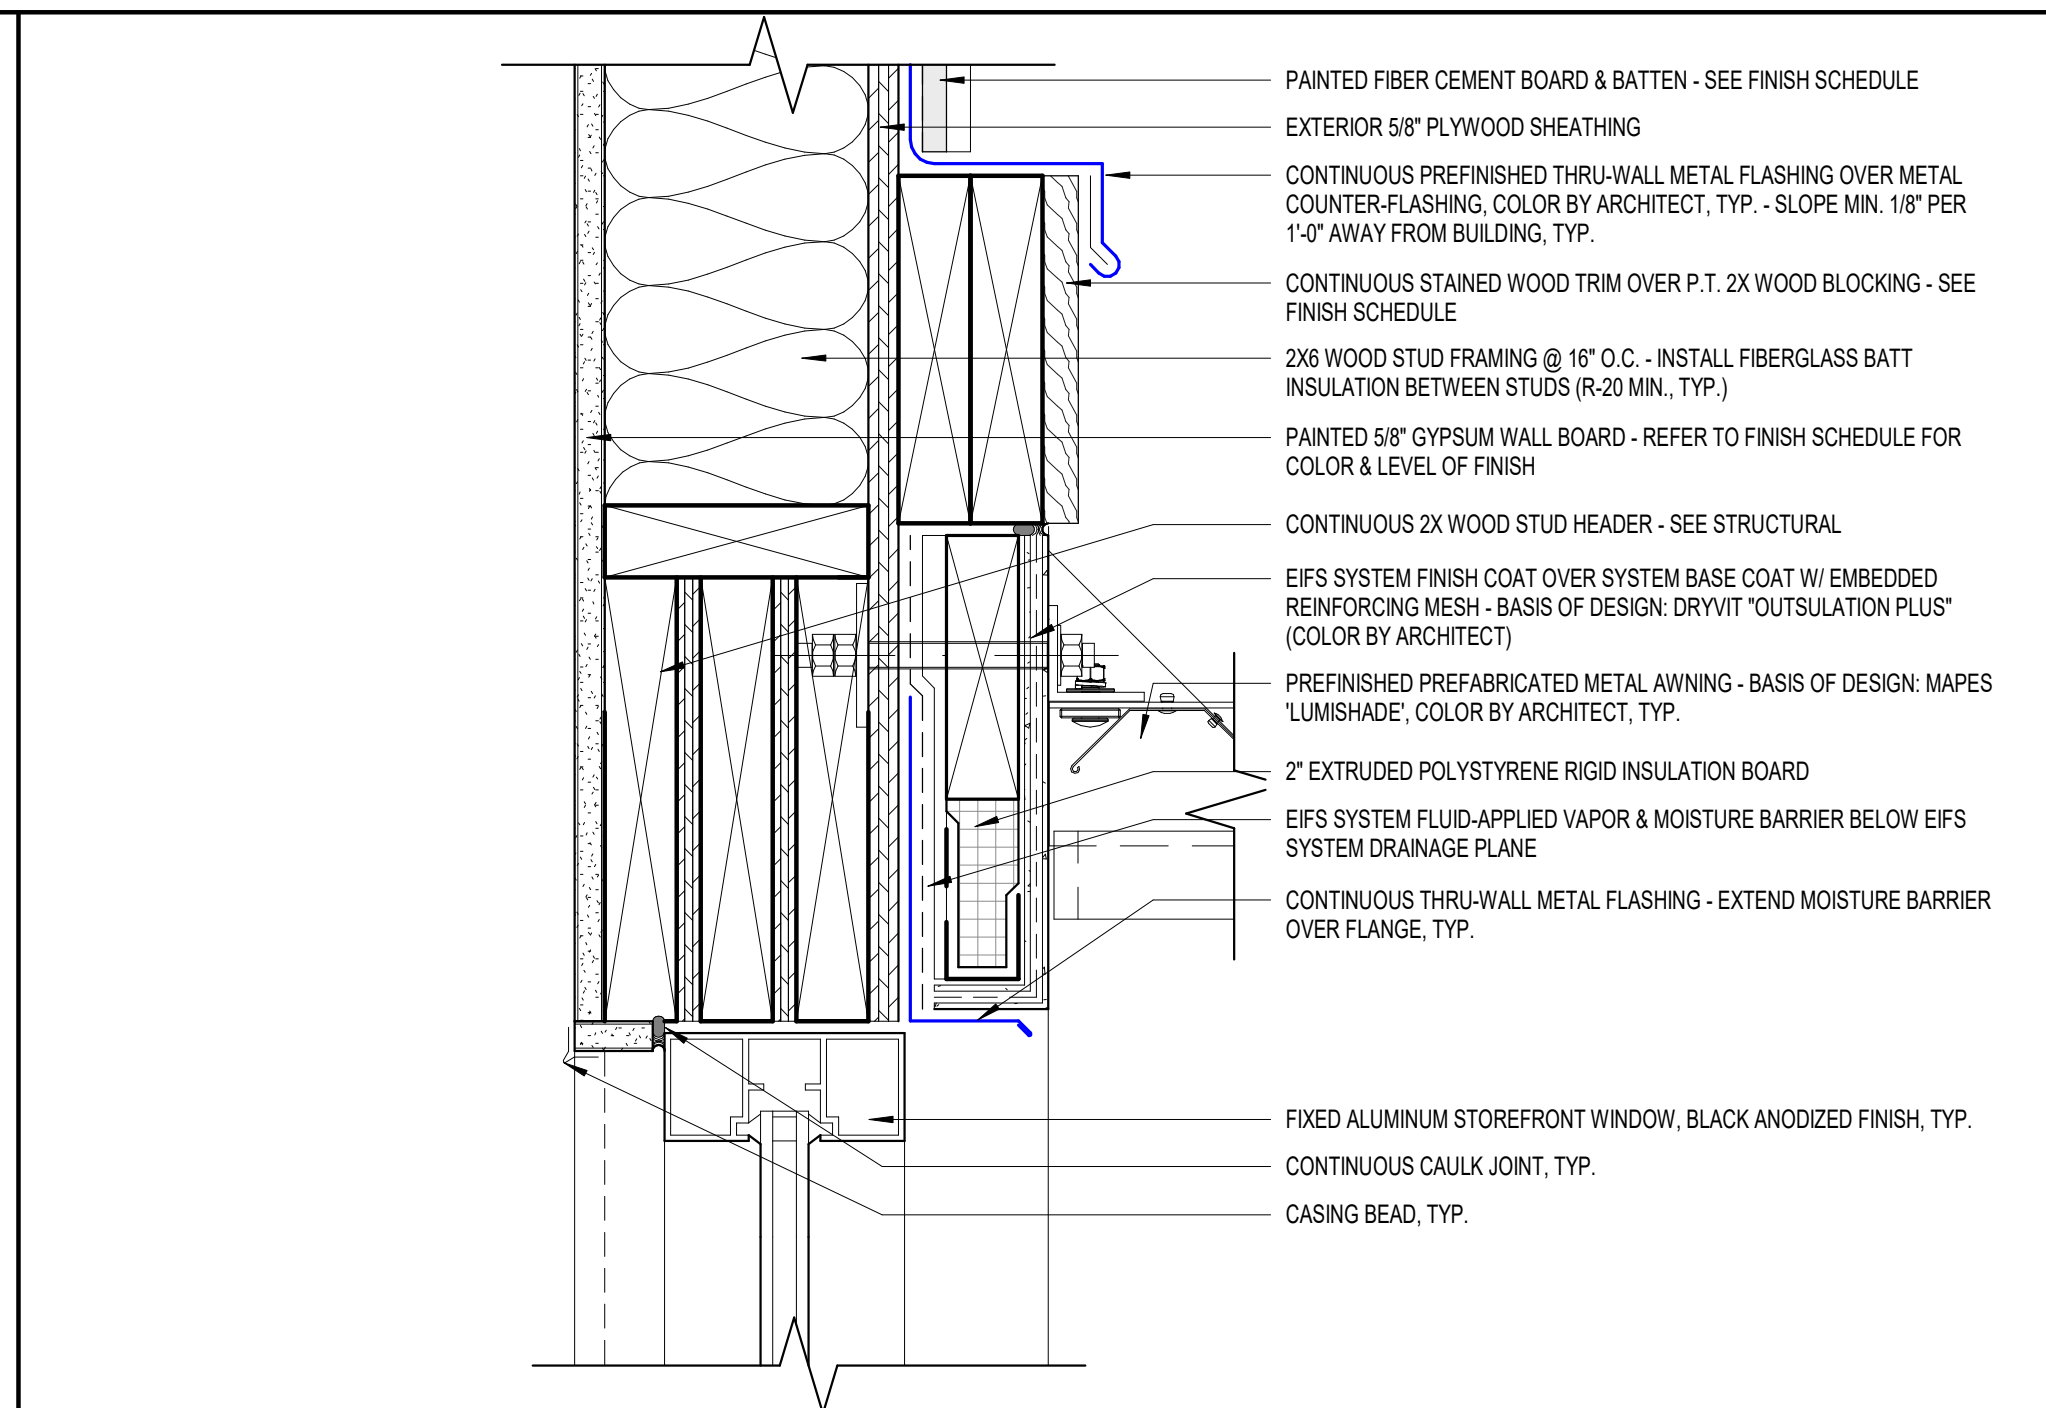 PAINTED FIBER CEMENT BOARD & BATTEN - SEE FINISH SCHEDULE
EXTERIOR 5/8" PLYWOOD SHEATHING
CONTINUOUS PREFINISHED THRU-WALL METAL FLASHING OVER METAL
COUNTER-FLASHING, COLOR BY ARCHITECT, TYP. - SLOPE MIN. 1/8" PER
1'-0" AWAY FROM BUILDING, TYP.
CONTINUOUS STAINED WOOD TRIM OVER P.T. 2X WOOD BLOCKING - SEE
FINISH SCHEDULE
2X6 WOOD STUD FRAMING @ 16" O.C. - INSTALL FIBERGLASS BATT
INSULATION BETWEEN STUDS (R-20 MIN., TYP.)
PAINTED 5/8" GYPSUM WALL BOARD - REFER TO FINISH SCHEDULE FOR
COLOR & LEVEL OF FINISH
CONTINUOUS 2X WOOD STUD HEADER - SEE STRUCTURAL
EIFS SYSTEM FINISH COAT OVER SYSTEM BASE COAT W/ EMBEDDED
REINFORCING MESH - BASIS OF DESIGN: DRYVIT "OUTSULATION PLUS"
(COLOR BY ARCHITECT)
PREFINISHED PREFABRICATED METAL AWNING - BASIS OF DESIGN: MAPES
'LUMISHADE', COLOR BY ARCHITECT, TYP.
2" EXTRUDED POLYSTYRENE RIGID INSULATION BOARD
EIFS SYSTEM FLUID-APPLIED VAPOR & MOISTURE BARRIER BELOW EIFS
SYSTEM DRAINAGE PLANE
CONTINUOUS THRU-WALL METAL FLASHING - EXTEND MOISTURE BARRIER
OVER FLANGE, TYP.
FIXED ALUMINUM STOREFRONT WINDOW, BLACK ANODIZED FINISH, TYP.
CONTINUOUS CAULK JOINT, TYP.
CASING BEAD, TYP.